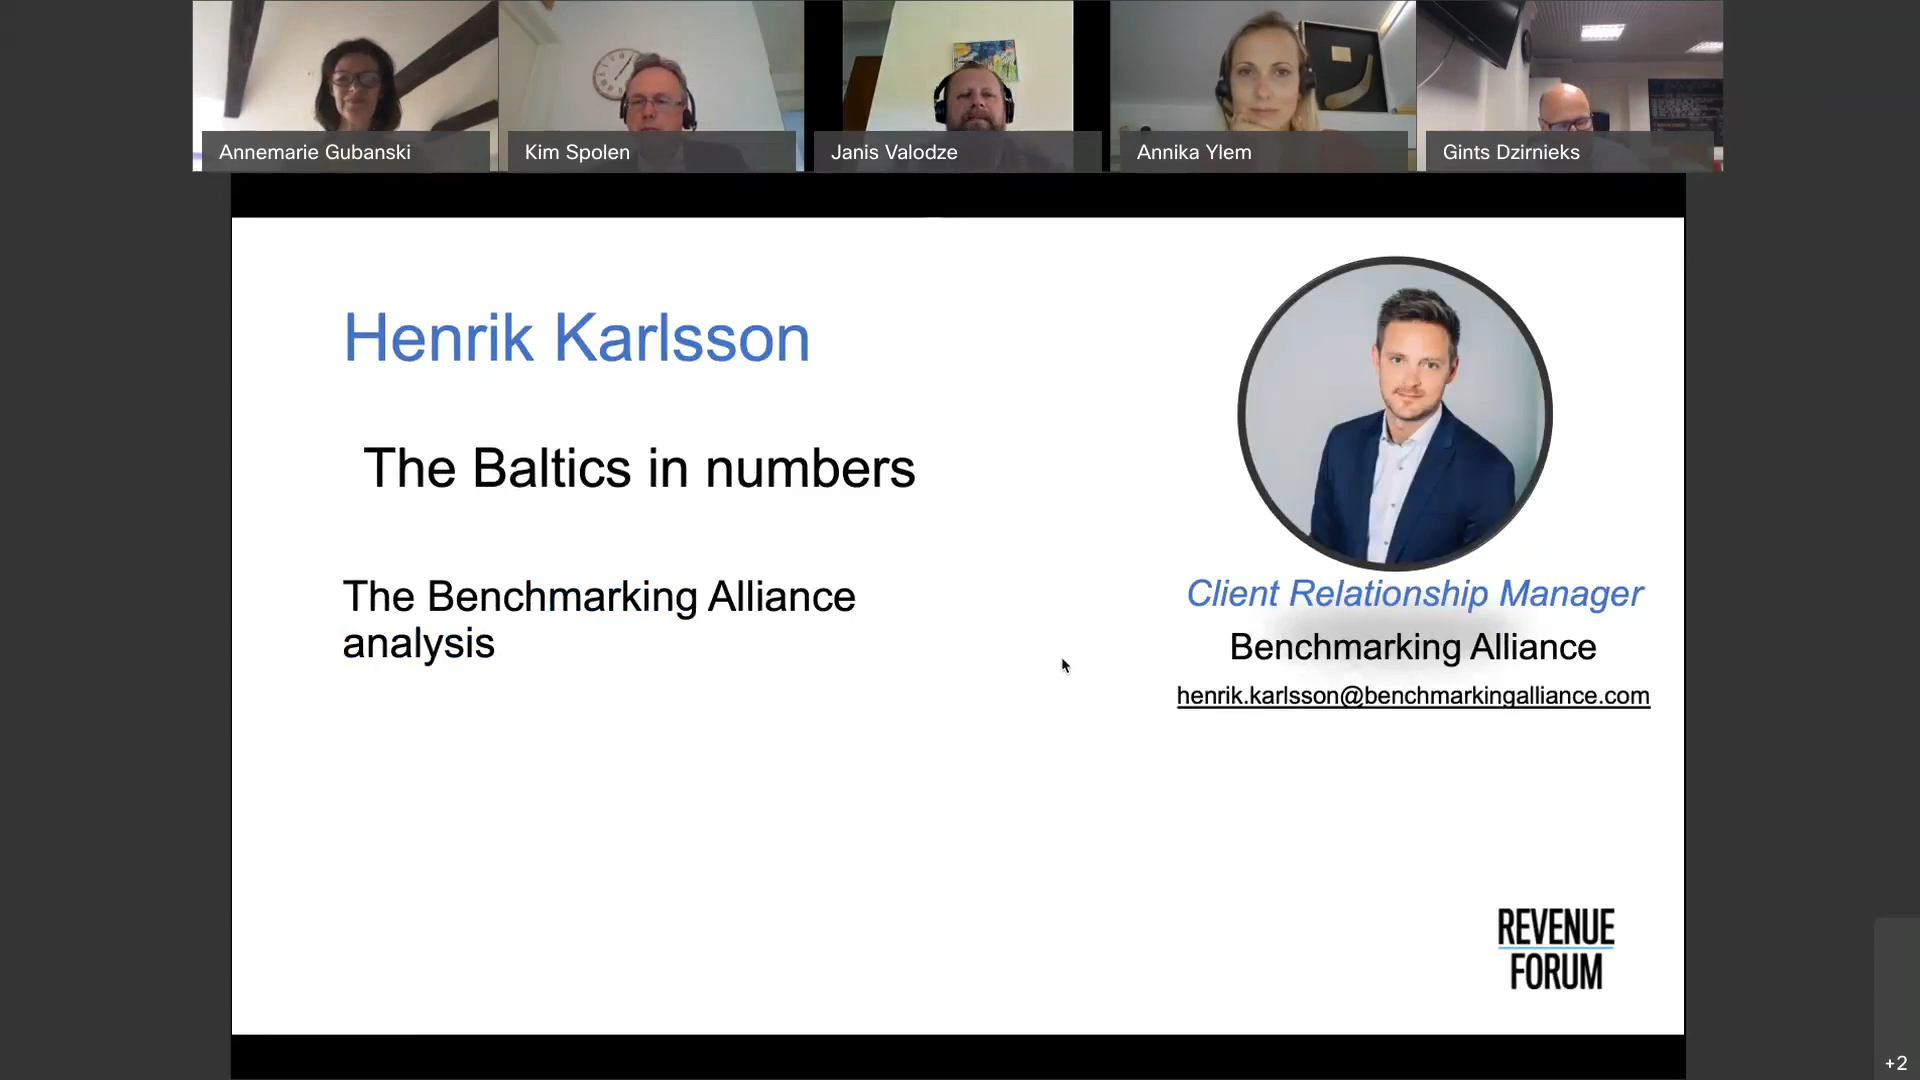 Annemarie Gubanski
Kim Spolen
Janis Valodze
Annika Ylem
Gints Dzirnieks
Henrik Karlsson
The Baltics in numbers
The Benchmarking Alliance
analysis
Client Relationship Manager
Benchmarking Alliance
henrik.karlsson@benchmarkingalliance.com
REVENUE
FORUM
+2